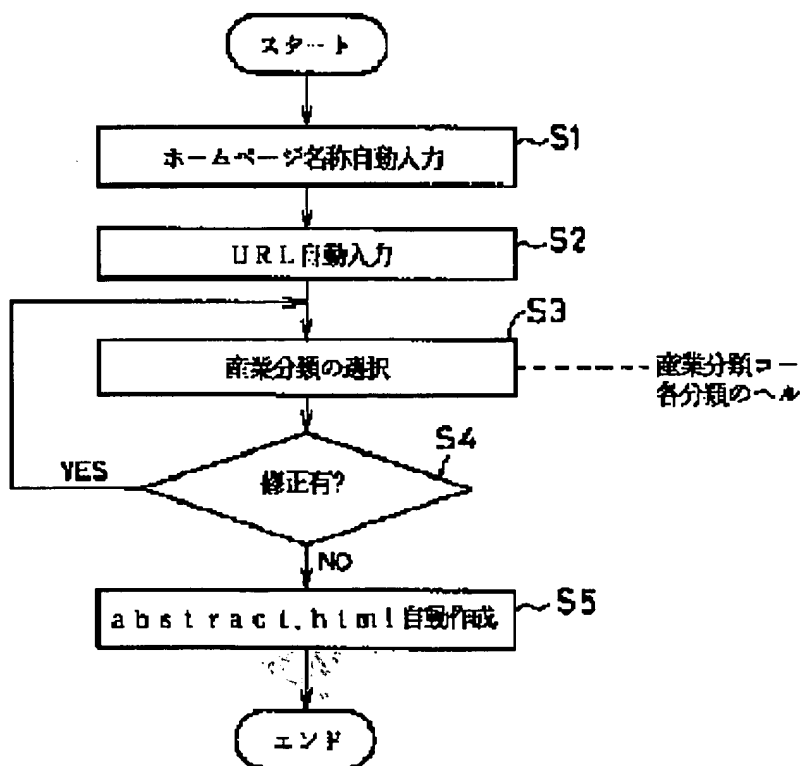 スタート
ホームページ名称自動入力
S1
URL自動入力
S2
S3
産業分類の選択
産業分類コー
各分類のヘル
S4
YES
修正有?
NO
abstract.html自動作成
S5
エンド